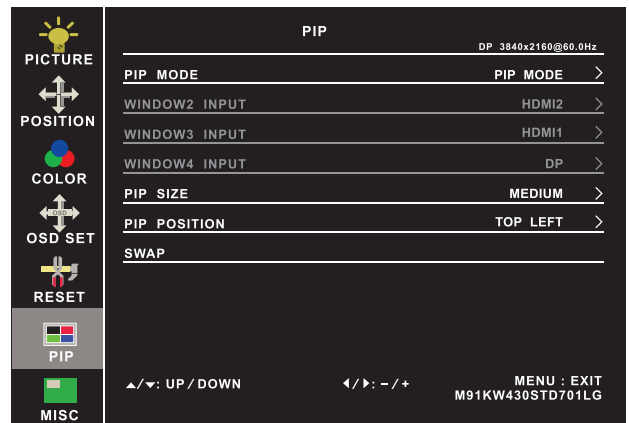 PICTURE
POSITION
COLOR
OSD
OSD SET
RESET
PIP
MISC
PIP
DP 3840x2160@60.0Hz
PIP MODE PIP MODE >
WINDOW2 INPUT HDMI2 >
WINDOW3 INPUT HDMI1 >
WINDOW4 INPUT DP >
PIP SIZE MEDIUM >
PIP POSITION TOP LEFT >
SWAP
▲/▼: UP / DOWN ◀/▶: – / + MENU : EXIT
M91KW430STD701LG